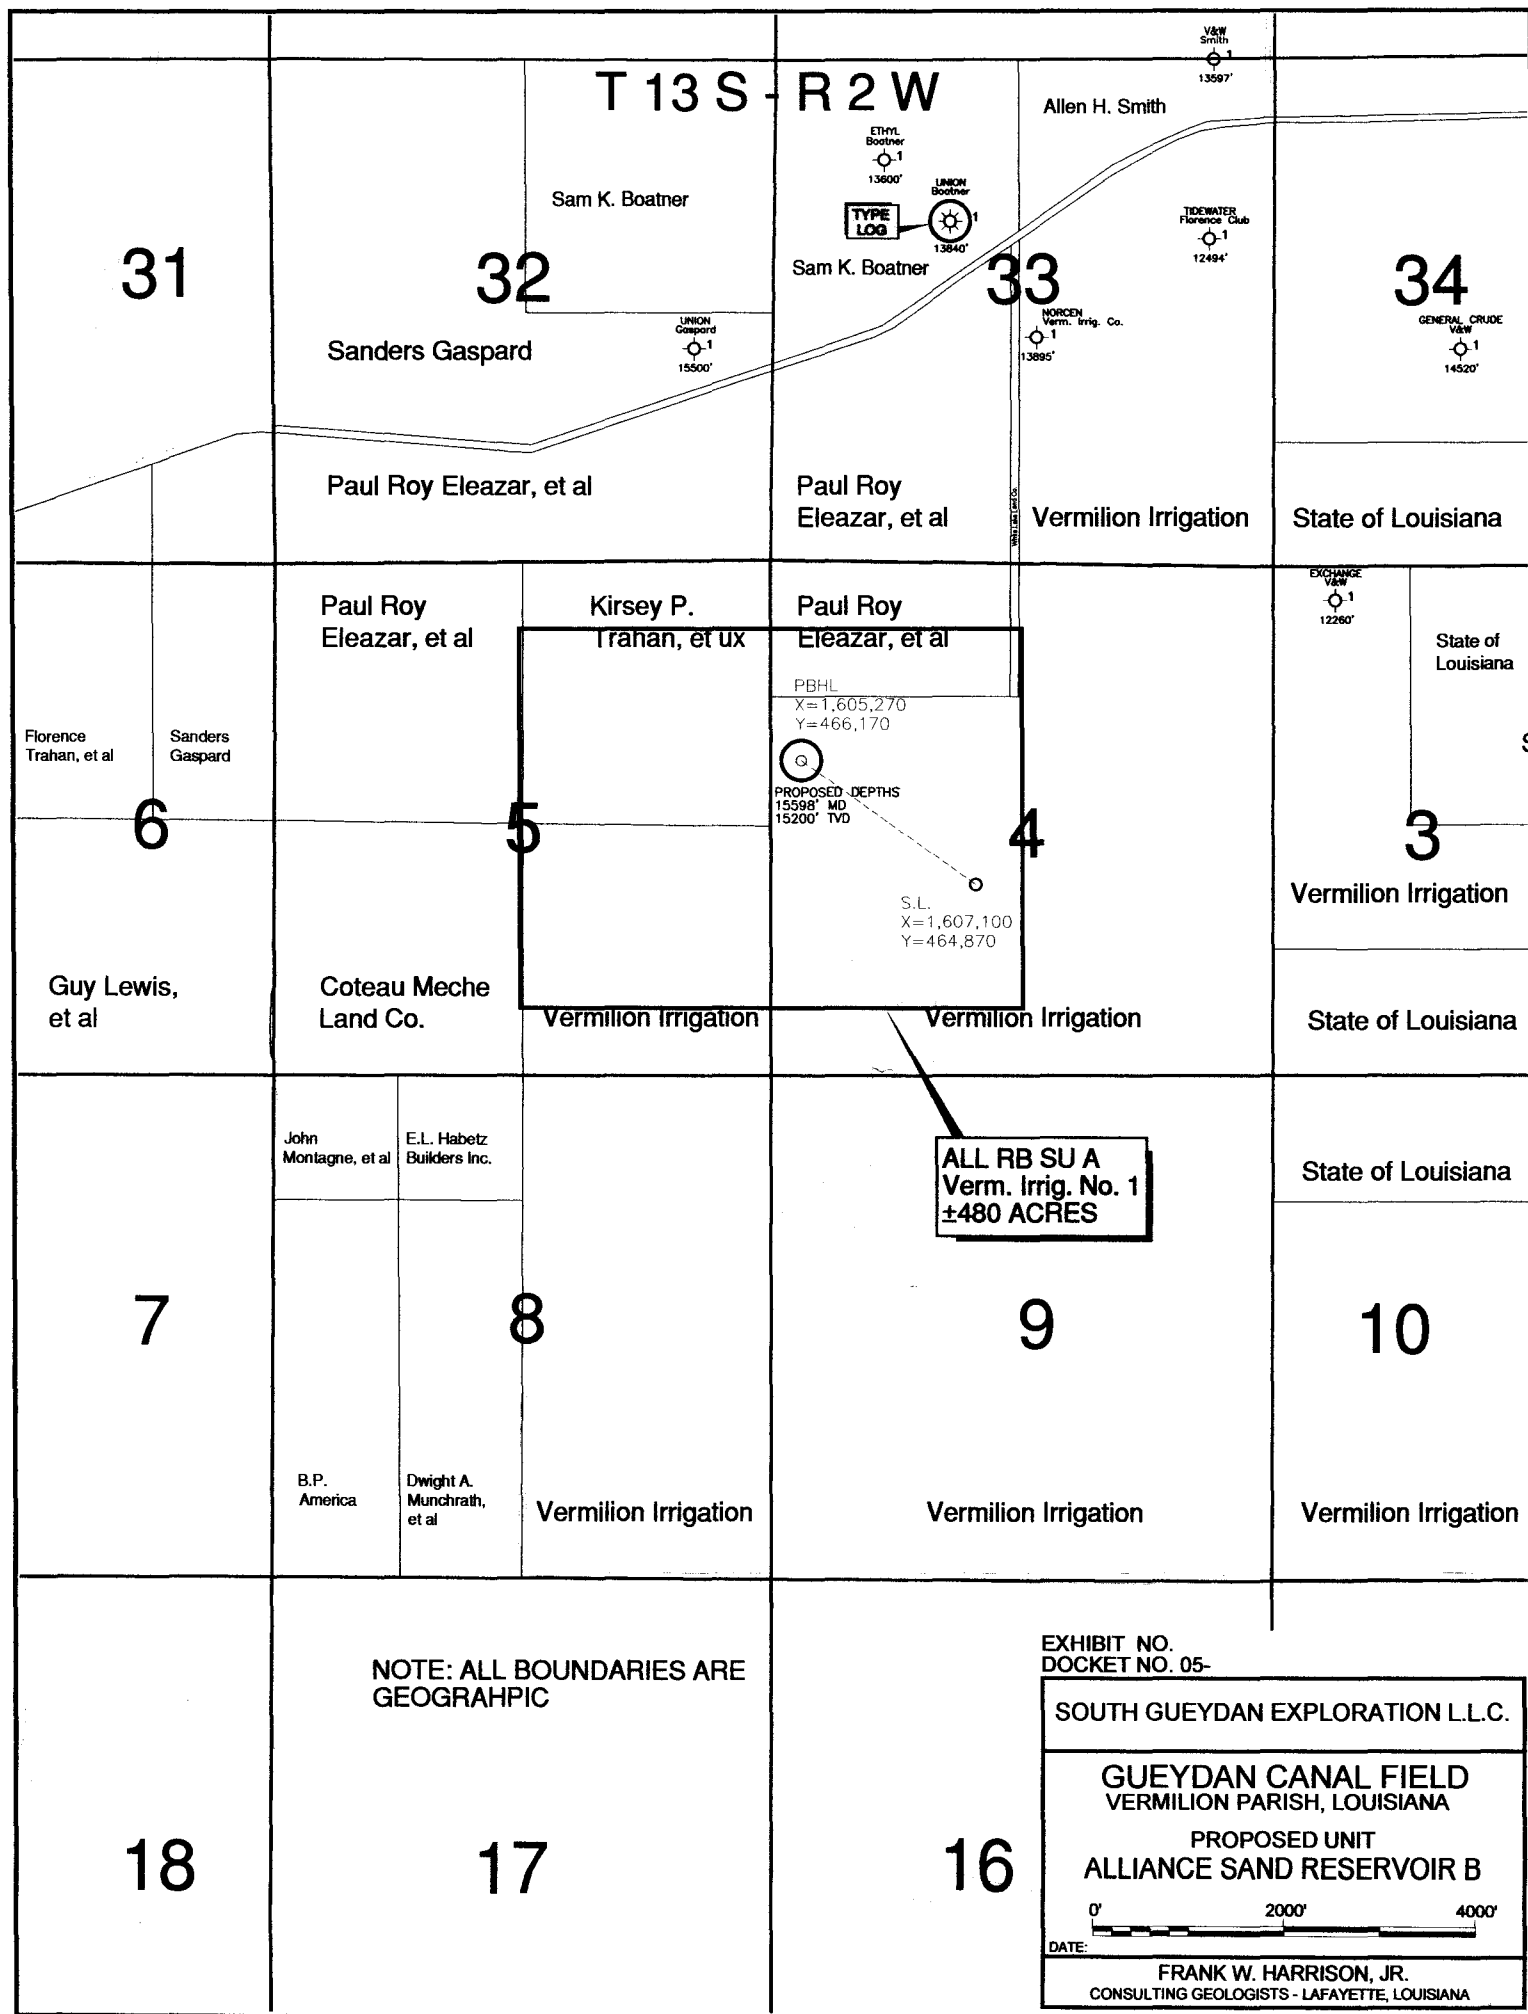 T 13 S - R 2 W
V&W
Smith
1
13597'
Allen H. Smith
ETHYL
Boatner
1
13600'
UNION
Boatner
1
13840'
TYPE
LOG
Sam K. Boatner
TIDEWATER
Florence Club
1
12494'
Sam K. Boatner
31
32
33
34
UNION
Gaspard
1
15500'
NORCEN
Verm. Irrig. Co.
1
13895'
GENERAL CRUDE
V&W
1
14520'
Sanders Gaspard
Paul Roy Eleazar, et al
Paul Roy
Eleazar, et al
White Lake Land Co.
Vermilion Irrigation
State of Louisiana
Paul Roy
Eleazar, et al
Kirsey P.
Trahan, et ux
Paul Roy
Eleazar, et al
EXCHANGE
V&W
1
12260'
State of
Louisiana
S
PBHL
X=1,605,270
Y=466,170
Florence
Trahan, et al
Sanders
Gaspard
PROPOSED DEPTHS
15598' MD
15200' TVD
6
5
4
3
S.L.
X=1,607,100
Y=464,870
Vermilion Irrigation
Guy Lewis,
et al
Coteau Meche
Land Co.
Vermilion Irrigation
Vermilion Irrigation
State of Louisiana
John
Montagne, et al
E.L. Habetz
Builders Inc.
ALL RB SU A
Verm. Irrig. No. 1
±480 ACRES
State of Louisiana
7
8
9
10
B.P.
America
Dwight A.
Munchrath,
et al
Vermilion Irrigation
Vermilion Irrigation
Vermilion Irrigation
NOTE: ALL BOUNDARIES ARE
GEOGRAHPIC
18
17
16
EXHIBIT NO.
DOCKET NO. 05-
SOUTH GUEYDAN EXPLORATION L.L.C.
GUEYDAN CANAL FIELD
VERMILION PARISH, LOUISIANA
PROPOSED UNIT
ALLIANCE SAND RESERVOIR B
0' 2000' 4000'
DATE:
FRANK W. HARRISON, JR.
CONSULTING GEOLOGISTS - LAFAYETTE, LOUISIANA